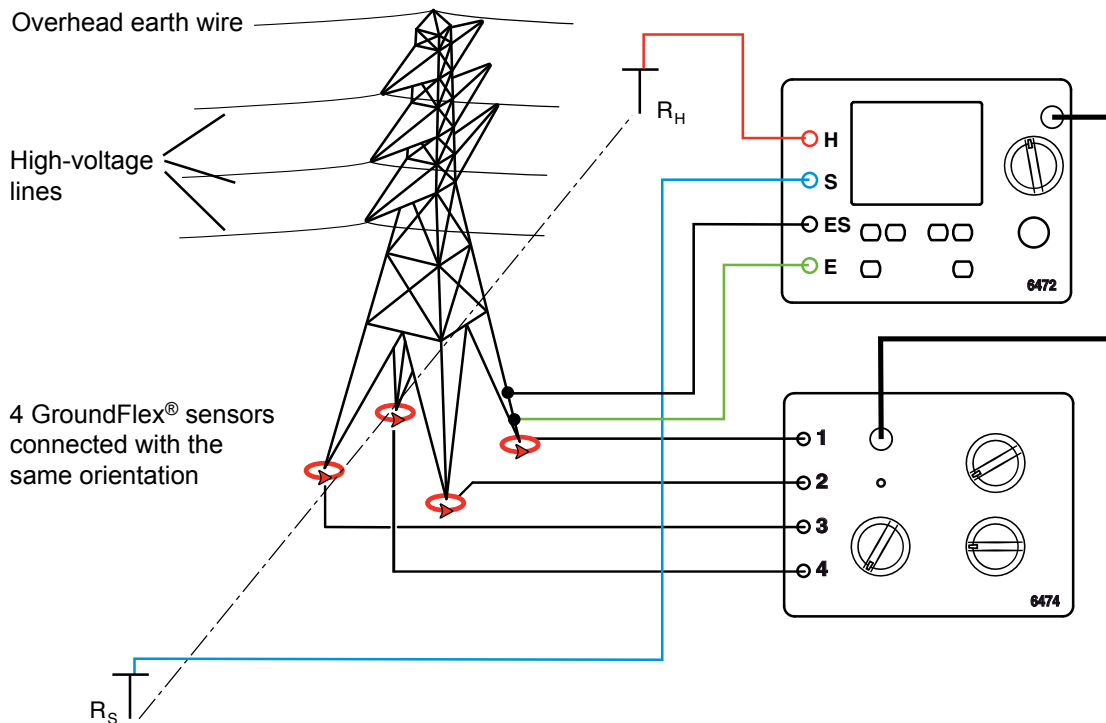 Overhead earth wire
High-voltage
lines
4 GroundFlex® sensors
connected with the
same orientation
R_H
R_S
H
S
ES
E
6472
1
2
3
4
6474